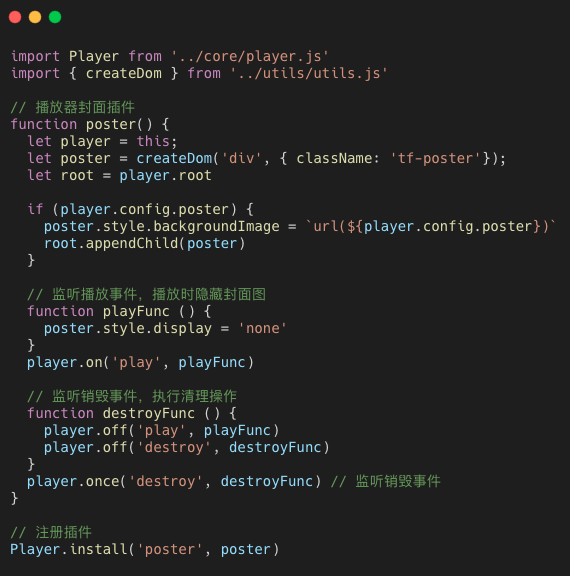 import Player from '../core/player.js'
import { createDom } from '../utils/utils.js'

// 播放器封面插件
function poster() {
  let player = this;
  let poster = createDom('div', { className: 'tf-poster'});
  let root = player.root

  if (player.config.poster) {
    poster.style.backgroundImage = `url(${player.config.poster})`
    root.appendChild(poster)
  }

  // 监听播放事件，播放时隐藏封面图
  function playFunc () {
    poster.style.display = 'none'
  }
  player.on('play', playFunc)

  // 监听销毁事件，执行清理操作
  function destroyFunc () {
    player.off('play', playFunc)
    player.off('destroy', destroyFunc)
  }
  player.once('destroy', destroyFunc) // 监听销毁事件
}

// 注册插件
Player.install('poster', poster)